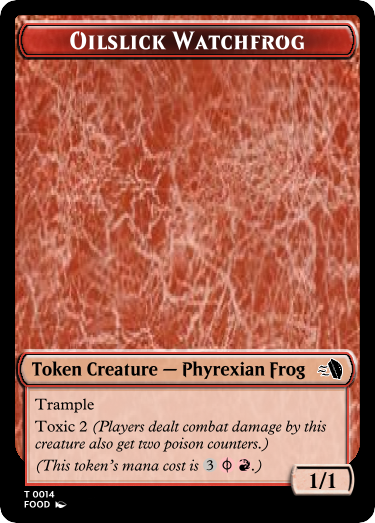 Oilslick Watchfrog
Token Creature — Phyrexian Frog
Trample
Toxic 2 (Players dealt combat damage by this
creature also get two poison counters.)
(This token's mana cost is 3 .)
1/1
T 0014
FOOD